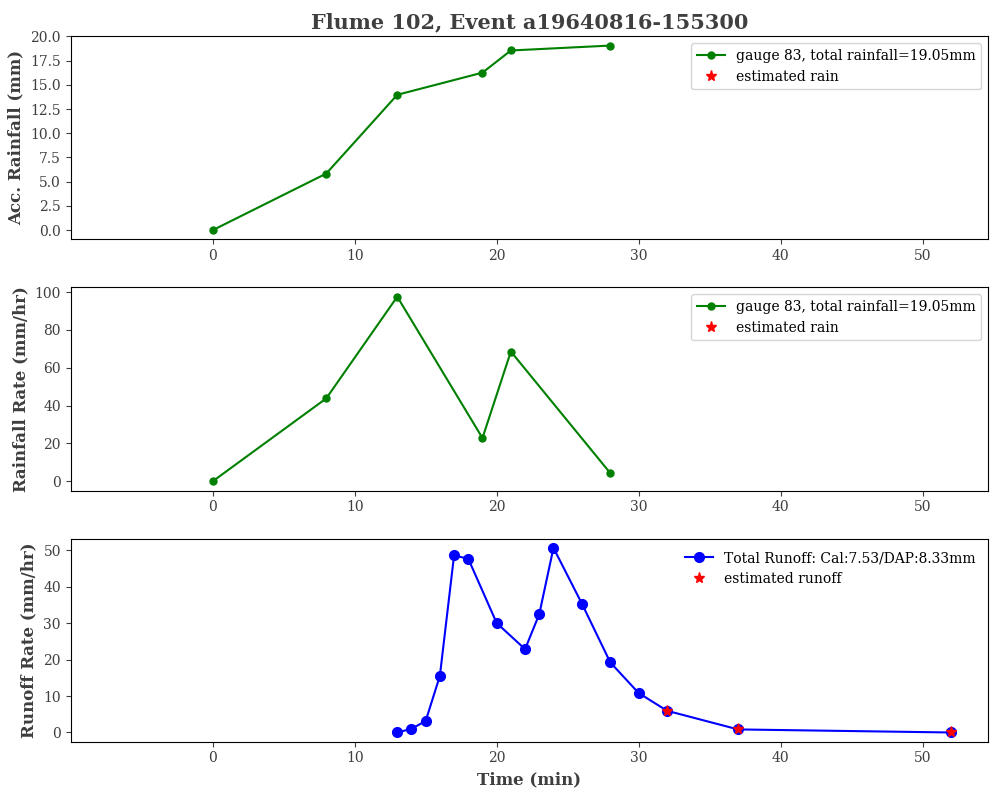 Flume 102, Event a19640816-155300
Acc. Rainfall (mm)
20.0
17.5
15.0
12.5
10.0
7.5
5.0
2.5
0.0
gauge 83, total rainfall=19.05mm
estimated rain
0 10 20 30 40 50
Rainfall Rate (mm/hr)
100
80
60
40
20
0
gauge 83, total rainfall=19.05mm
estimated rain
0 10 20 30 40 50
Runoff Rate (mm/hr)
50
40
30
20
10
0
Total Runoff: Cal:7.53/DAP:8.33mm
estimated runoff
0 10 20 30 40 50
Time (min)